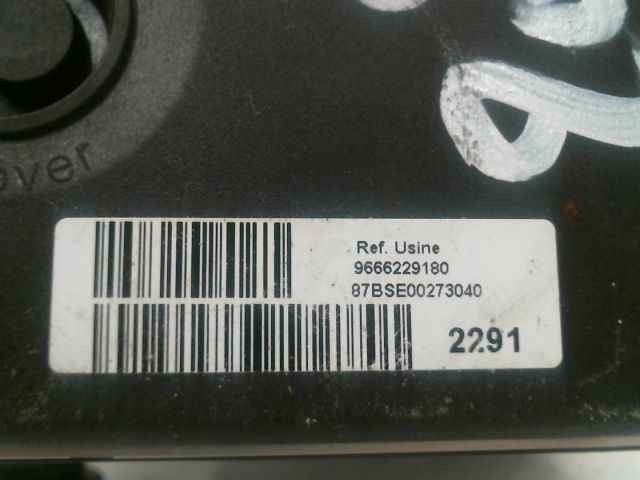 over
Ref. Usine
9666229180
87BSE00273040
2291